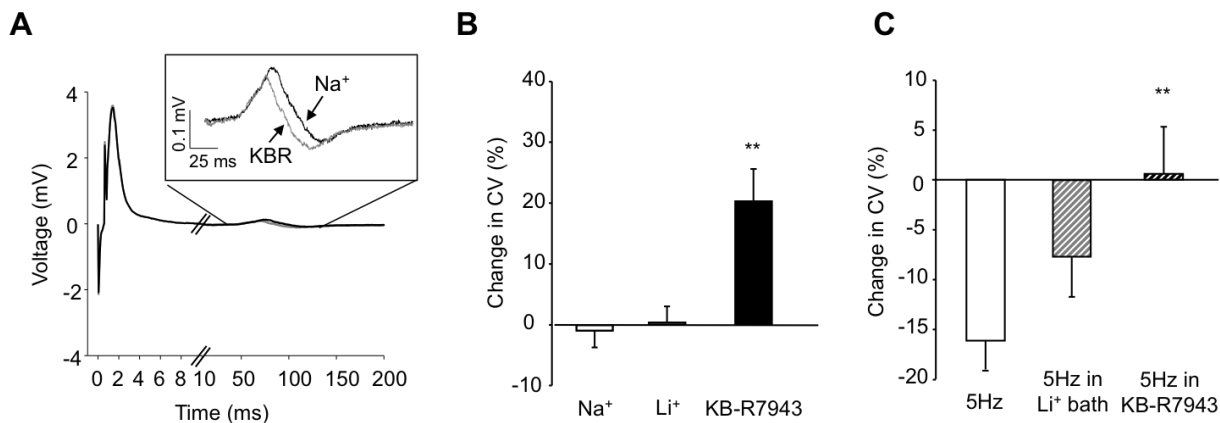 A
Voltage (mV)
4
2
0
-2
-4
0 2 4 6 8 10 50 100 150 200
Time (ms)
0.1 mV
25 ms
Na⁺
KBR
B
Change in CV (%)
40
30
20
10
0
-10
**
Na⁺ Li⁺ KB-R7943
C
Change in CV (%)
10
5
0
-5
-10
-15
-20
**
5Hz
5Hz in
Li⁺ bath
5Hz in
KB-R7943